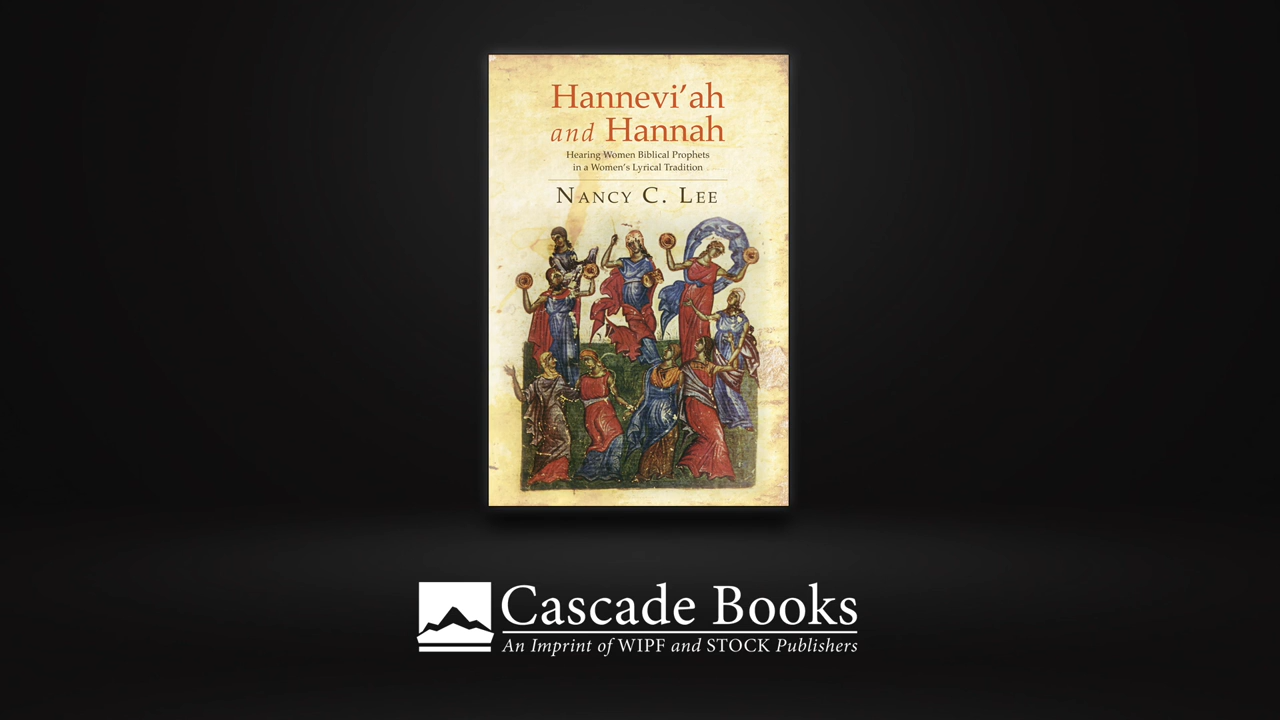 Hannevi’ah
and Hannah
Hearing Women Biblical Prophets
in a Women’s Lyrical Tradition
Nancy C. Lee
Cascade Books
An Imprint of WIPF and STOCK Publishers